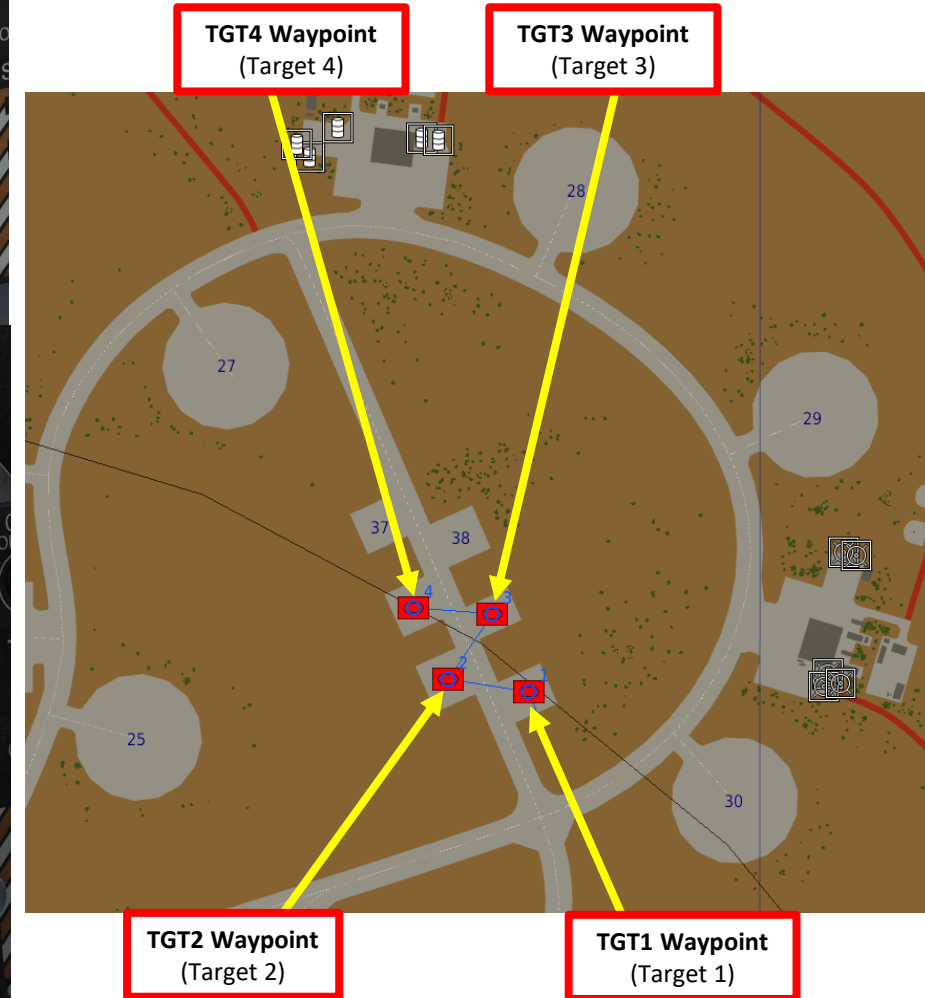 TGT4 Waypoint
(Target 4)
TGT3 Waypoint
(Target 3)
28
27
29
37
38
4
3
2
1
25
30
TGT2 Waypoint
(Target 2)
TGT1 Waypoint
(Target 1)